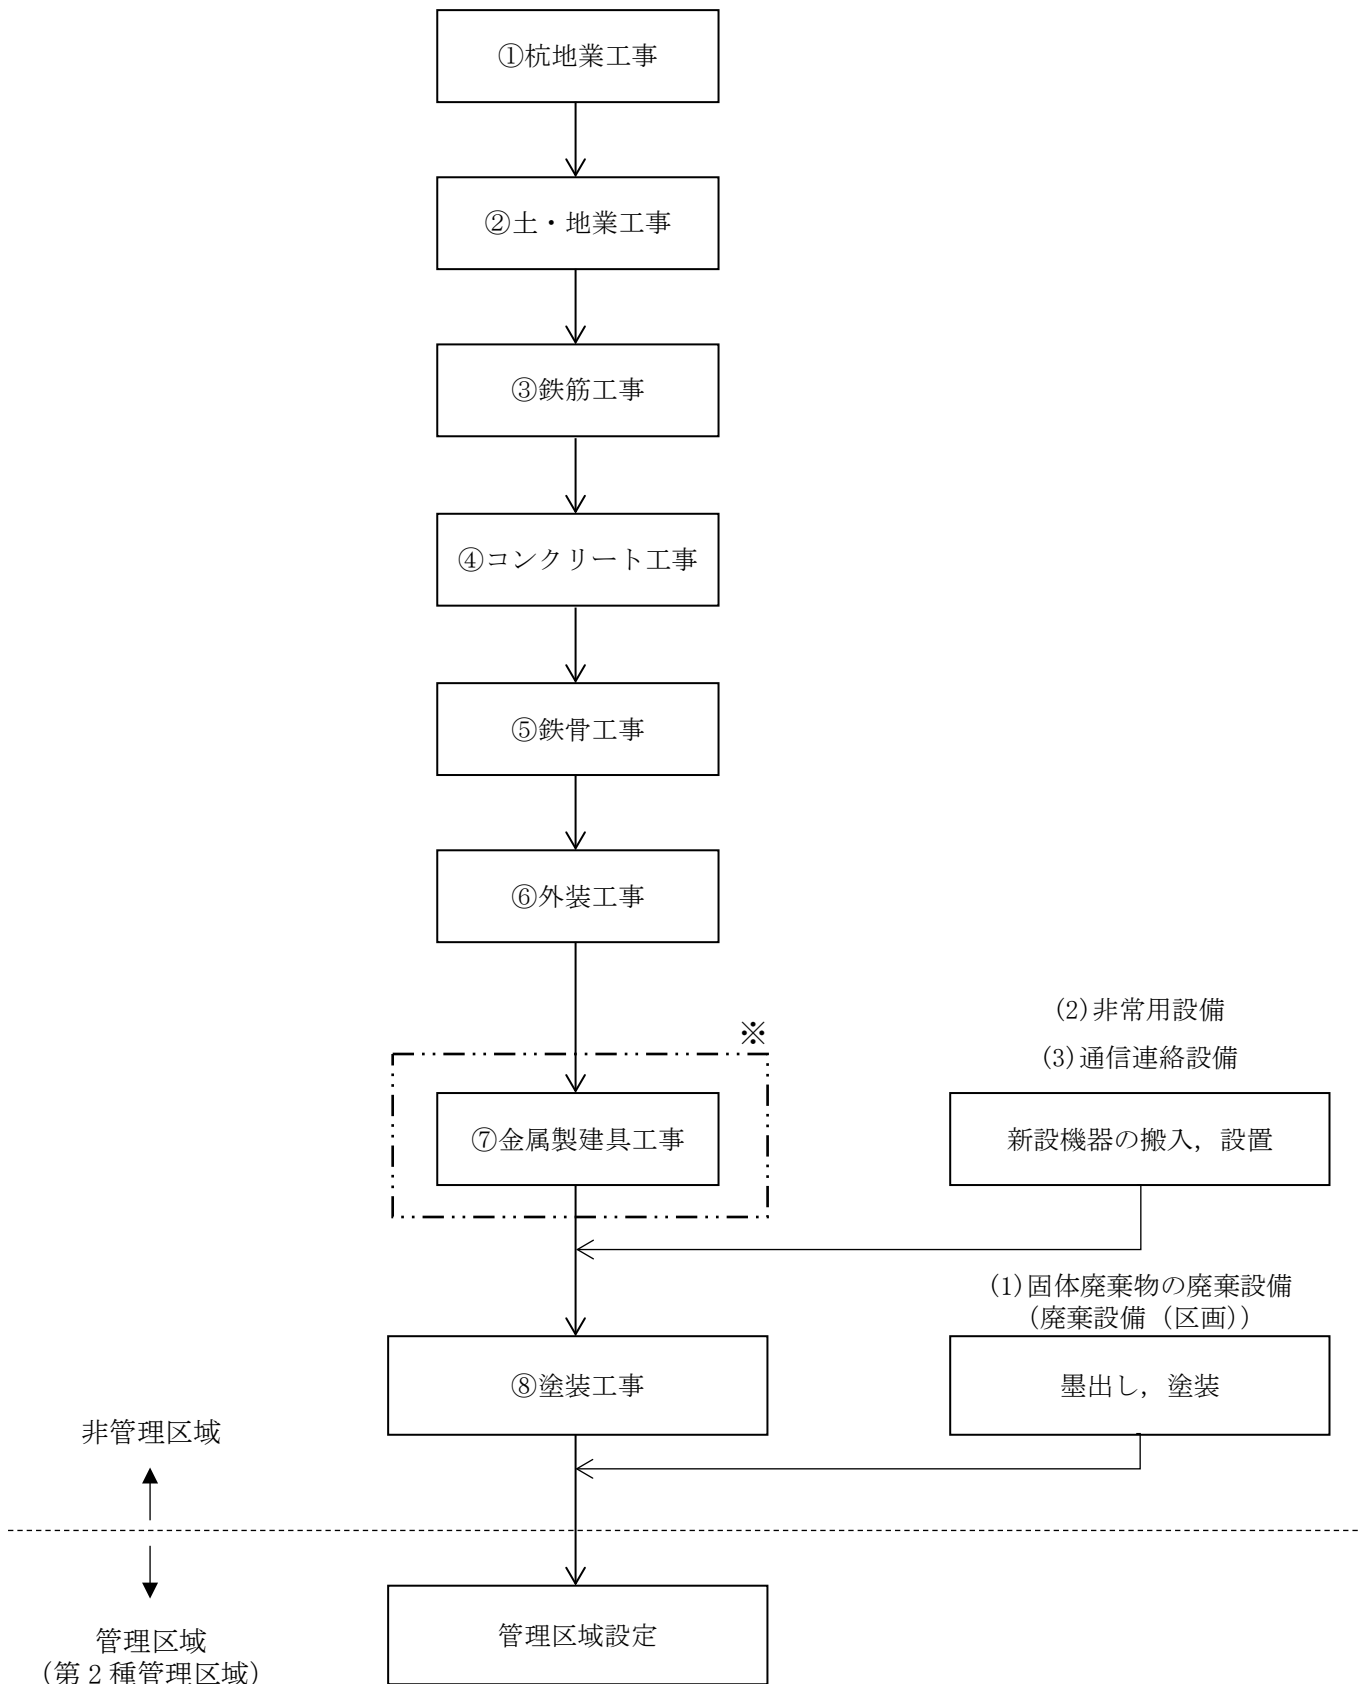 ①杭地業工事
②土・地業工事
③鉄筋工事
④コンクリート工事
⑤鉄骨工事
⑥外装工事
※
⑦金属製建具工事
(2)非常用設備
(3)通信連絡設備
新設機器の搬入，設置
(1)固体廃棄物の廃棄設備
(廃棄設備（区画）)
⑧塗装工事
墨出し，塗装
非管理区域
管理区域
（第２種管理区域）
管理区域設定